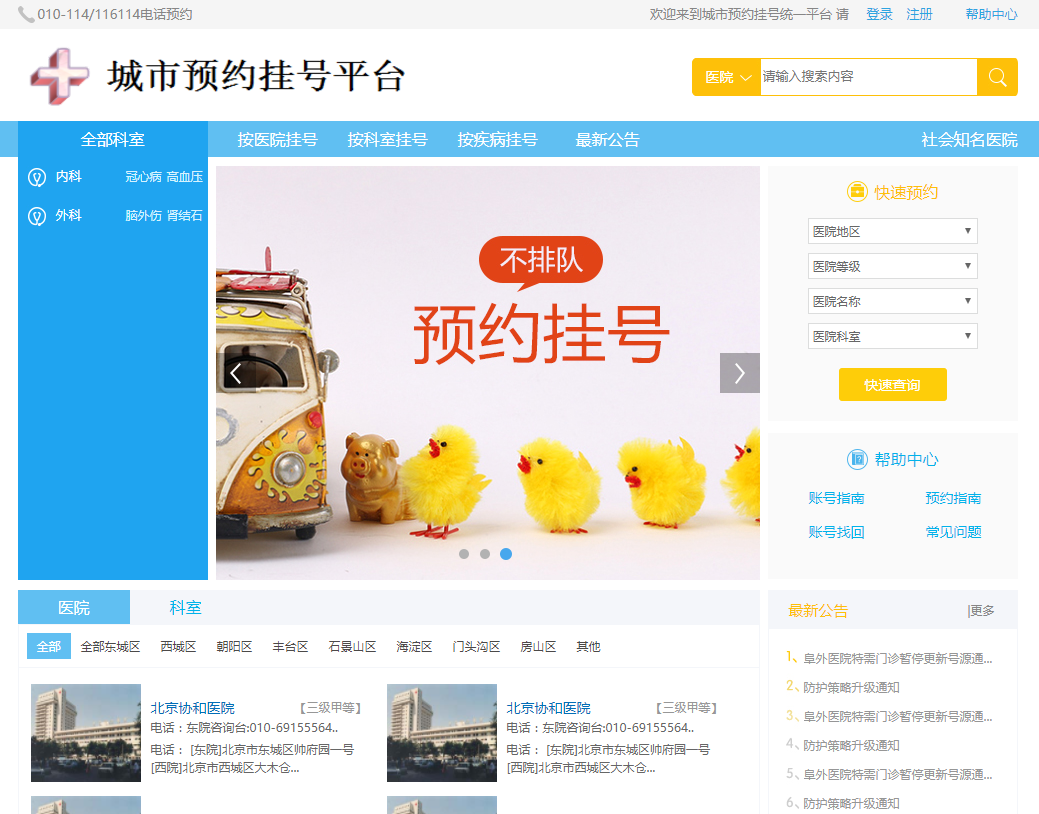 010-114/116114电话预约
欢迎来到城市预约挂号统一平台 请 登录 注册 帮助中心
城市预约挂号平台
医院 请输入搜索内容
全部科室 按医院挂号 按科室挂号 按疾病挂号 最新公告 社会知名医院
内科 冠心病 高血压
外科 脑外伤 肾结石
不排队
预约挂号
快速预约
医院地区
医院等级
医院名称
医院科室
快速查询
帮助中心
账号指南 预约指南
账号找回 常见问题
医院 科室
全部 全部东城区 西城区 朝阳区 丰台区 石景山区 海淀区 门头沟区 房山区 其他
北京协和医院 【三级甲等】
电话：东院咨询台:010-69155564..
电话： [东院]北京市东城区帅府园一号
[西院]北京市西城区大木仓...
北京协和医院 【三级甲等】
电话：东院咨询台:010-69155564..
电话： [东院]北京市东城区帅府园一号
[西院]北京市西城区大木仓...
最新公告 |更多
1、阜外医院特需门诊暂停更新号源通...
2、防护策略升级通知
3、阜外医院特需门诊暂停更新号源通...
4、防护策略升级通知
5、阜外医院特需门诊暂停更新号源通...
6、防护策略升级通知